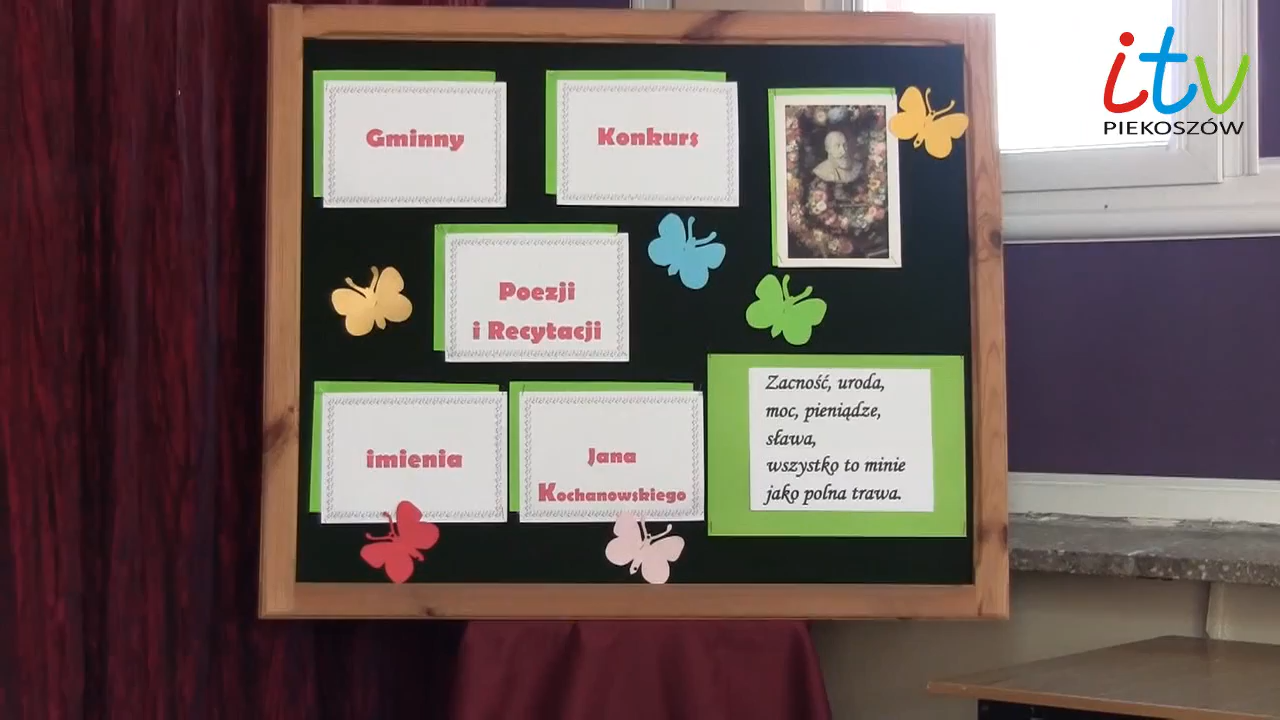 Gminny
Konkurs
Poezji
i Recytacji
imienia
Jana
Kochanowskiego
Zacność, uroda,
moc, pieniądze,
sława,
wszystko to minie
jako polna trawa.
itv
PIEKOSZÓW